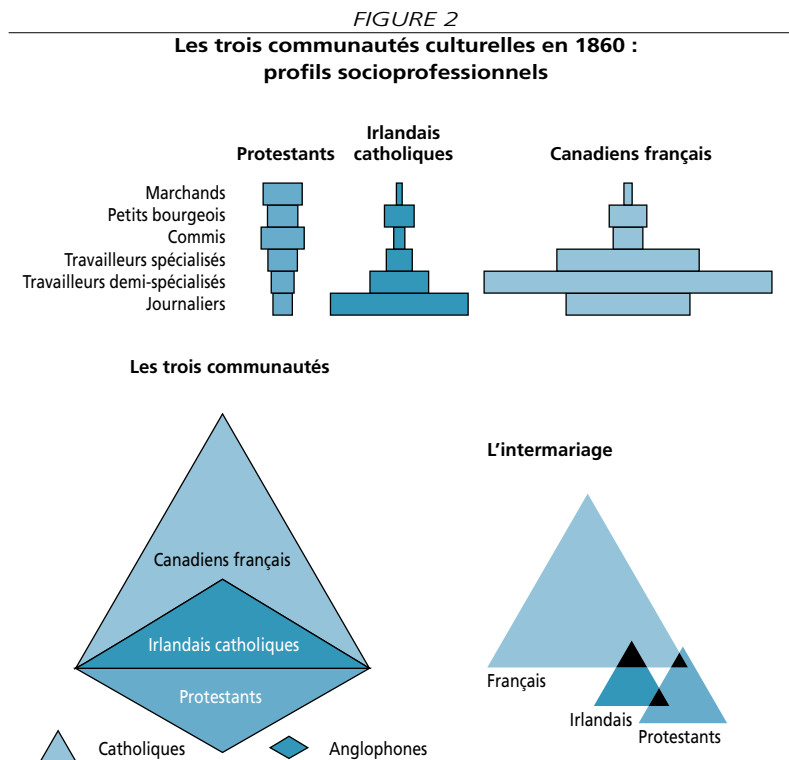 FIGURE 2
Les trois communautés culturelles en 1860 :
profils socioprofessionnels
Protestants
Irlandais
catholiques
Canadiens français
Marchands
Petits bourgeois
Commis
Travailleurs spécialisés
Travailleurs demi-spécialisés
Journaliers
Les trois communautés
Canadiens français
Irlandais catholiques
Protestants
Catholiques
Anglophones
L'intermariage
Français
Irlandais
Protestants